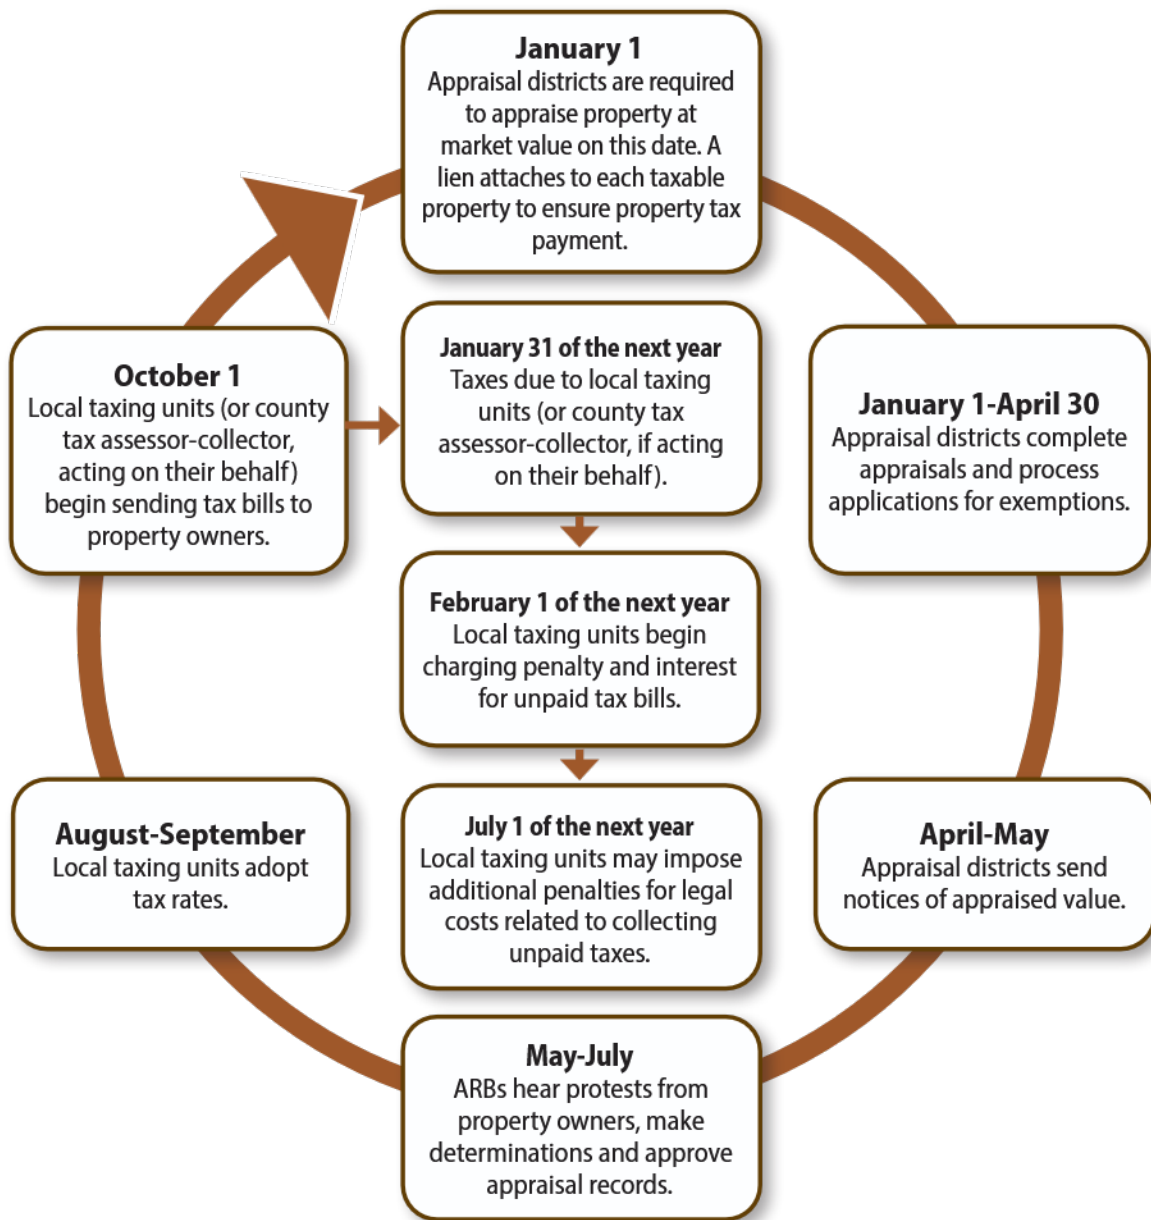 January 1
Appraisal districts are required
to appraise property at
market value on this date. A
lien attaches to each taxable
property to ensure property tax
payment.
January 1-April 30
Appraisal districts complete
appraisals and process
applications for exemptions.
April-May
Appraisal districts send
notices of appraised value.
May-July
ARBs hear protests from
property owners, make
determinations and approve
appraisal records.
August-September
Local taxing units adopt
tax rates.
October 1
Local taxing units (or county
tax assessor-collector,
acting on their behalf)
begin sending tax bills to
property owners.
January 31 of the next year
Taxes due to local taxing
units (or county tax
assessor-collector, if acting
on their behalf).
February 1 of the next year
Local taxing units begin
charging penalty and interest
for unpaid tax bills.
July 1 of the next year
Local taxing units may impose
additional penalties for legal
costs related to collecting
unpaid taxes.